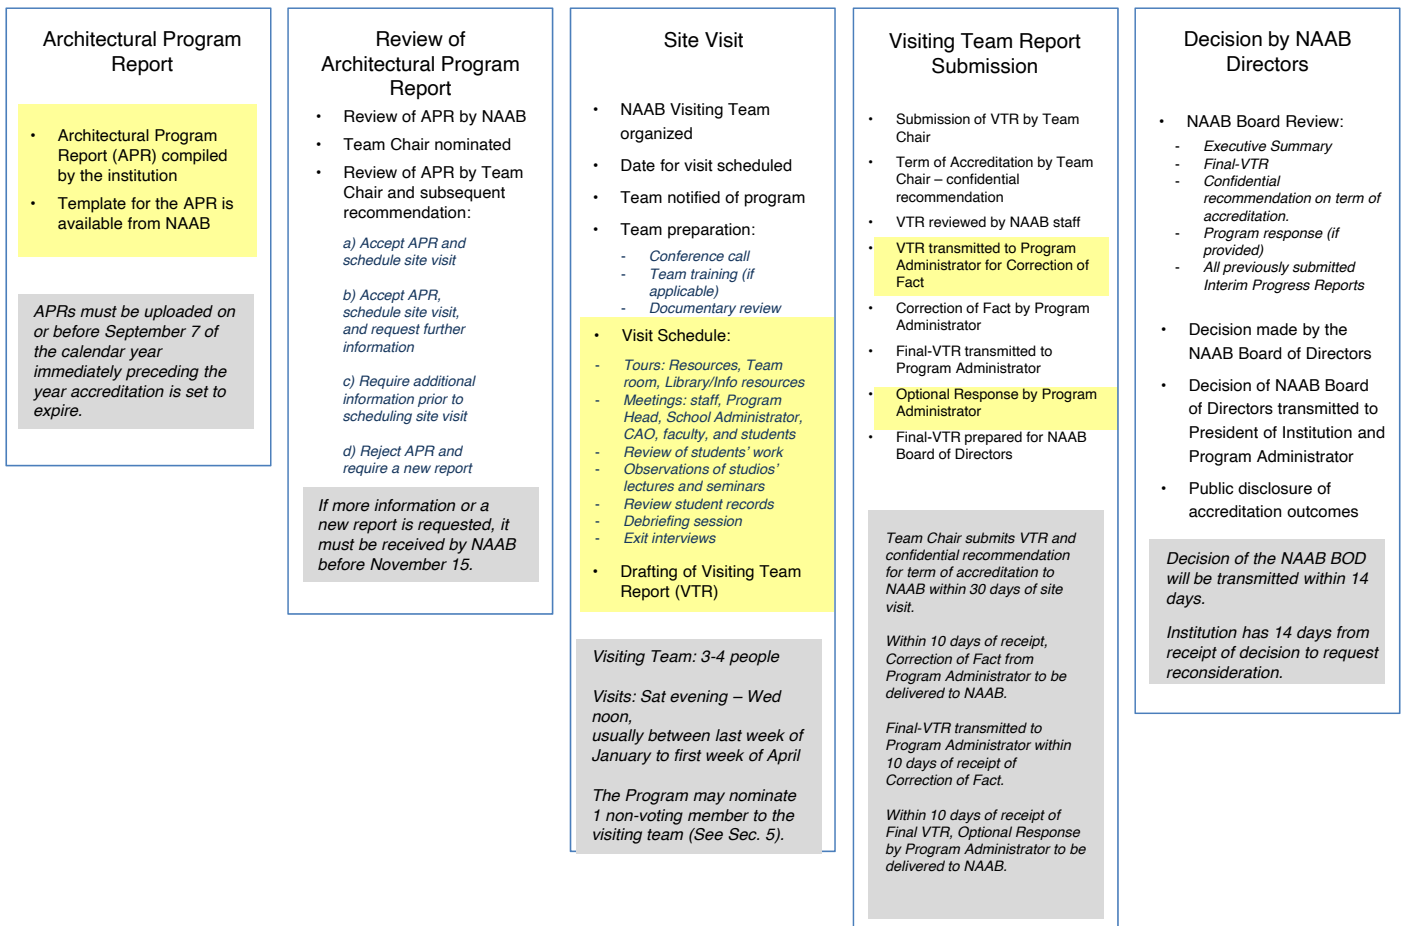 Architectural Program
Report
• Architectural Program
Report (APR) compiled
by the institution
• Template for the APR is
available from NAAB
APRs must be uploaded on
or before September 7 of
the calendar year
immediately preceding the
year accreditation is set to
expire.
Review of
Architectural Program
Report
• Review of APR by NAAB
• Team Chair nominated
• Review of APR by Team
Chair and subsequent
recommendation:
a) Accept APR and
schedule site visit
b) Accept APR,
schedule site visit,
and request further
information
c) Require additional
information prior to
scheduling site visit
d) Reject APR and
require a new report
If more information or a
new report is requested, it
must be received by NAAB
before November 15.
Site Visit
• NAAB Visiting Team
organized
• Date for visit scheduled
• Team notified of program
• Team preparation:
- Conference call
- Team training (if
applicable)
- Documentary review
• Visit Schedule:
- Tours: Resources, Team
room, Library/Info resources
- Meetings: staff, Program
Head, School Administrator,
CAO, faculty, and students
- Review of students' work
- Observations of studios'
lectures and seminars
- Review student records
- Debriefing session
- Exit interviews
• Drafting of Visiting Team
Report (VTR)
Visiting Team: 3-4 people
Visits: Sat evening – Wed
noon,
usually between last week of
January to first week of April
The Program may nominate
1 non-voting member to the
visiting team (See Sec. 5).
Visiting Team Report
Submission
• Submission of VTR by Team
Chair
• Term of Accreditation by Team
Chair – confidential
recommendation
• VTR reviewed by NAAB staff
• VTR transmitted to Program
Administrator for Correction of
Fact
• Correction of Fact by Program
Administrator
• Final-VTR transmitted to
Program Administrator
• Optional Response by Program
Administrator
• Final-VTR prepared for NAAB
Board of Directors
Team Chair submits VTR and
confidential recommendation
for term of accreditation to
NAAB within 30 days of site
visit.
Within 10 days of receipt,
Correction of Fact from
Program Administrator to be
delivered to NAAB.
Final-VTR transmitted to
Program Administrator within
10 days of receipt of
Correction of Fact.
Within 10 days of receipt of
Final VTR, Optional Response
by Program Administrator to be
delivered to NAAB.
Decision by NAAB
Directors
• NAAB Board Review:
- Executive Summary
- Final-VTR
- Confidential
recommendation on term of
accreditation.
- Program response (if
provided)
- All previously submitted
Interim Progress Reports
• Decision made by the
NAAB Board of Directors
• Decision of NAAB Board
of Directors transmitted to
President of Institution and
Program Administrator
• Public disclosure of
accreditation outcomes
Decision of the NAAB BOD
will be transmitted within 14
days.
Institution has 14 days from
receipt of decision to request
reconsideration.